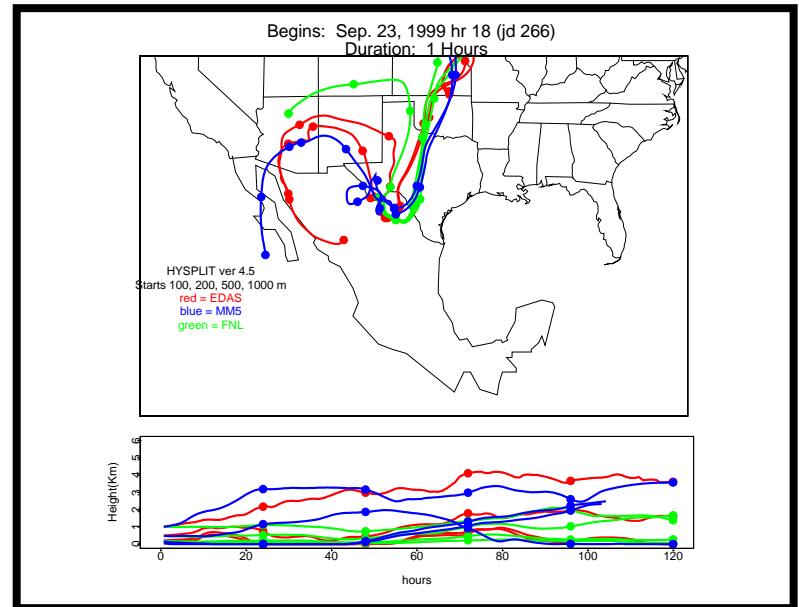 Begins: Sep. 23, 1999 hr 18 (jd 266)
Duration: 1 Hours
HYSPLIT ver 4.5
Starts 100, 200, 500, 1000 m
red = EDAS
blue = MM5
green = FNL
Height(Km)
6
5
4
3
2
1
0
0 20 40 60 80 100 120
hours